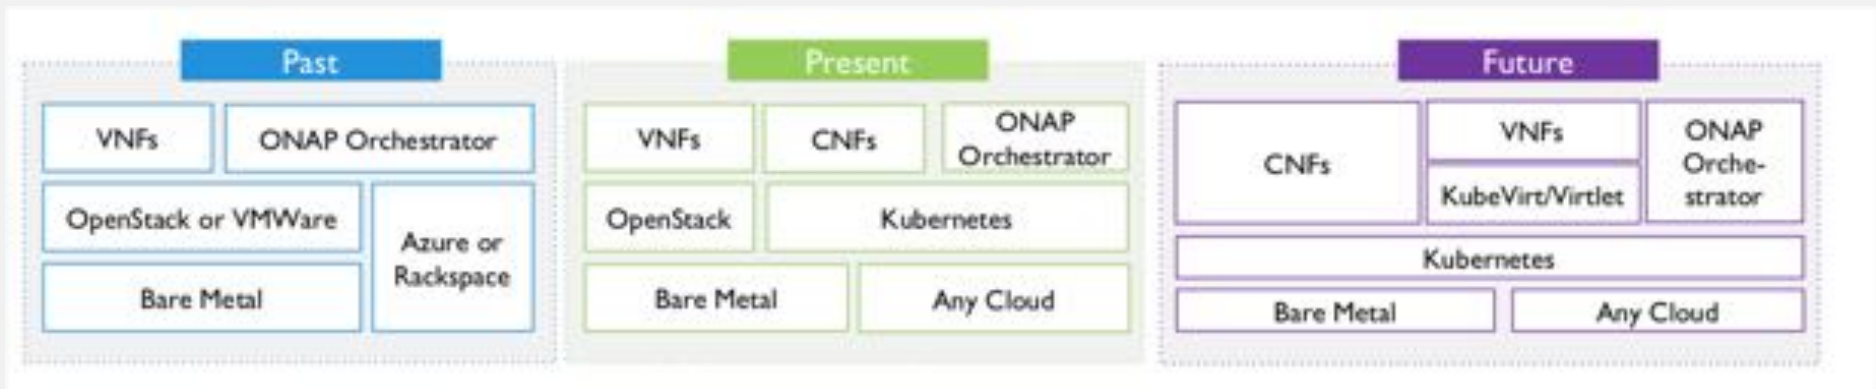 Past
VNFs
ONAP Orchestrator
OpenStack or VMWare
Azure or
Rackspace
Bare Metal
Present
VNFs
CNFs
ONAP
Orchestrator
OpenStack
Kubernetes
Bare Metal
Any Cloud
Future
CNFs
VNFs
KubeVirt/Virtlet
ONAP
Orche-
strator
Kubernetes
Bare Metal
Any Cloud